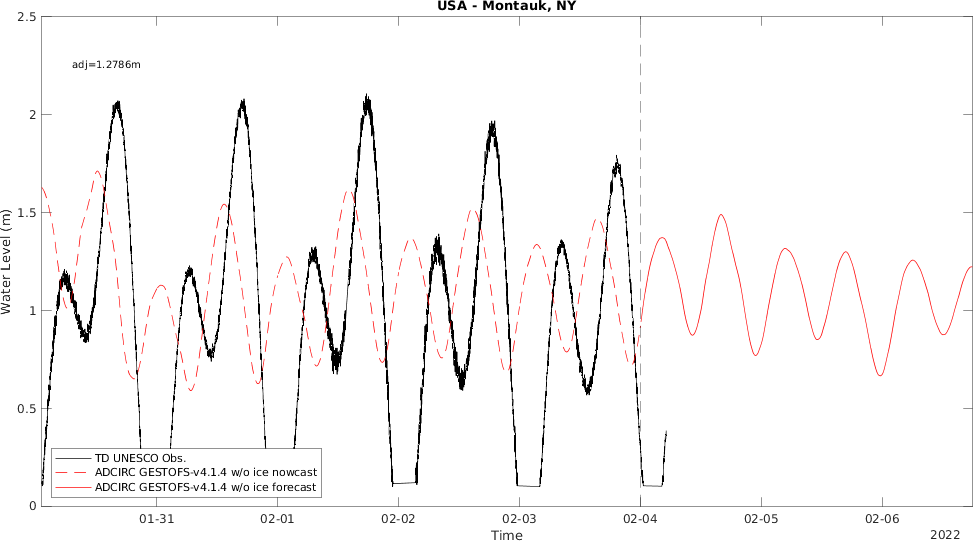 USA - Montauk, NY
2.5
adj=1.2786m
2
1.5
Water Level (m)
1
0.5
TD UNESCO Obs.
ADCIRC GESTOFS-v4.1.4 w/o ice nowcast
ADCIRC GESTOFS-v4.1.4 w/o ice forecast
0
01-31 02-01 02-02 02-03 02-04 02-05 02-06
Time
2022